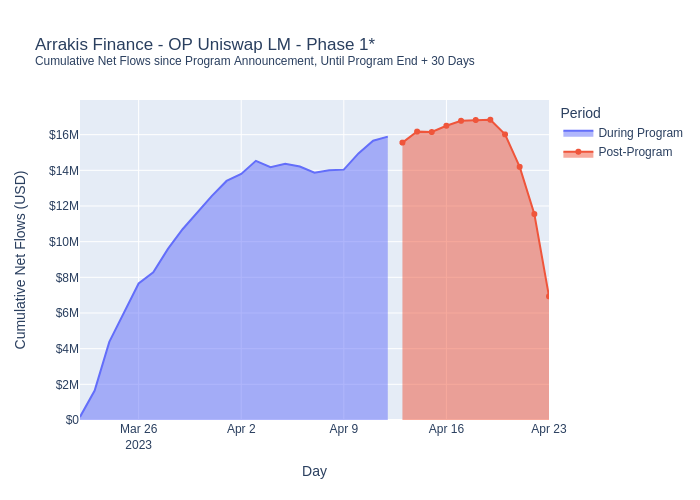 Arrakis Finance - OP Uniswap LM - Phase 1*
Cumulative Net Flows since Program Announcement, Until Program End + 30 Days
Period
During Program
Post-Program
Cumulative Net Flows (USD)
$16M
$14M
$12M
$10M
$8M
$6M
$4M
$2M
$0
Mar 26
2023
Apr 2
Apr 9
Apr 16
Apr 23
Day